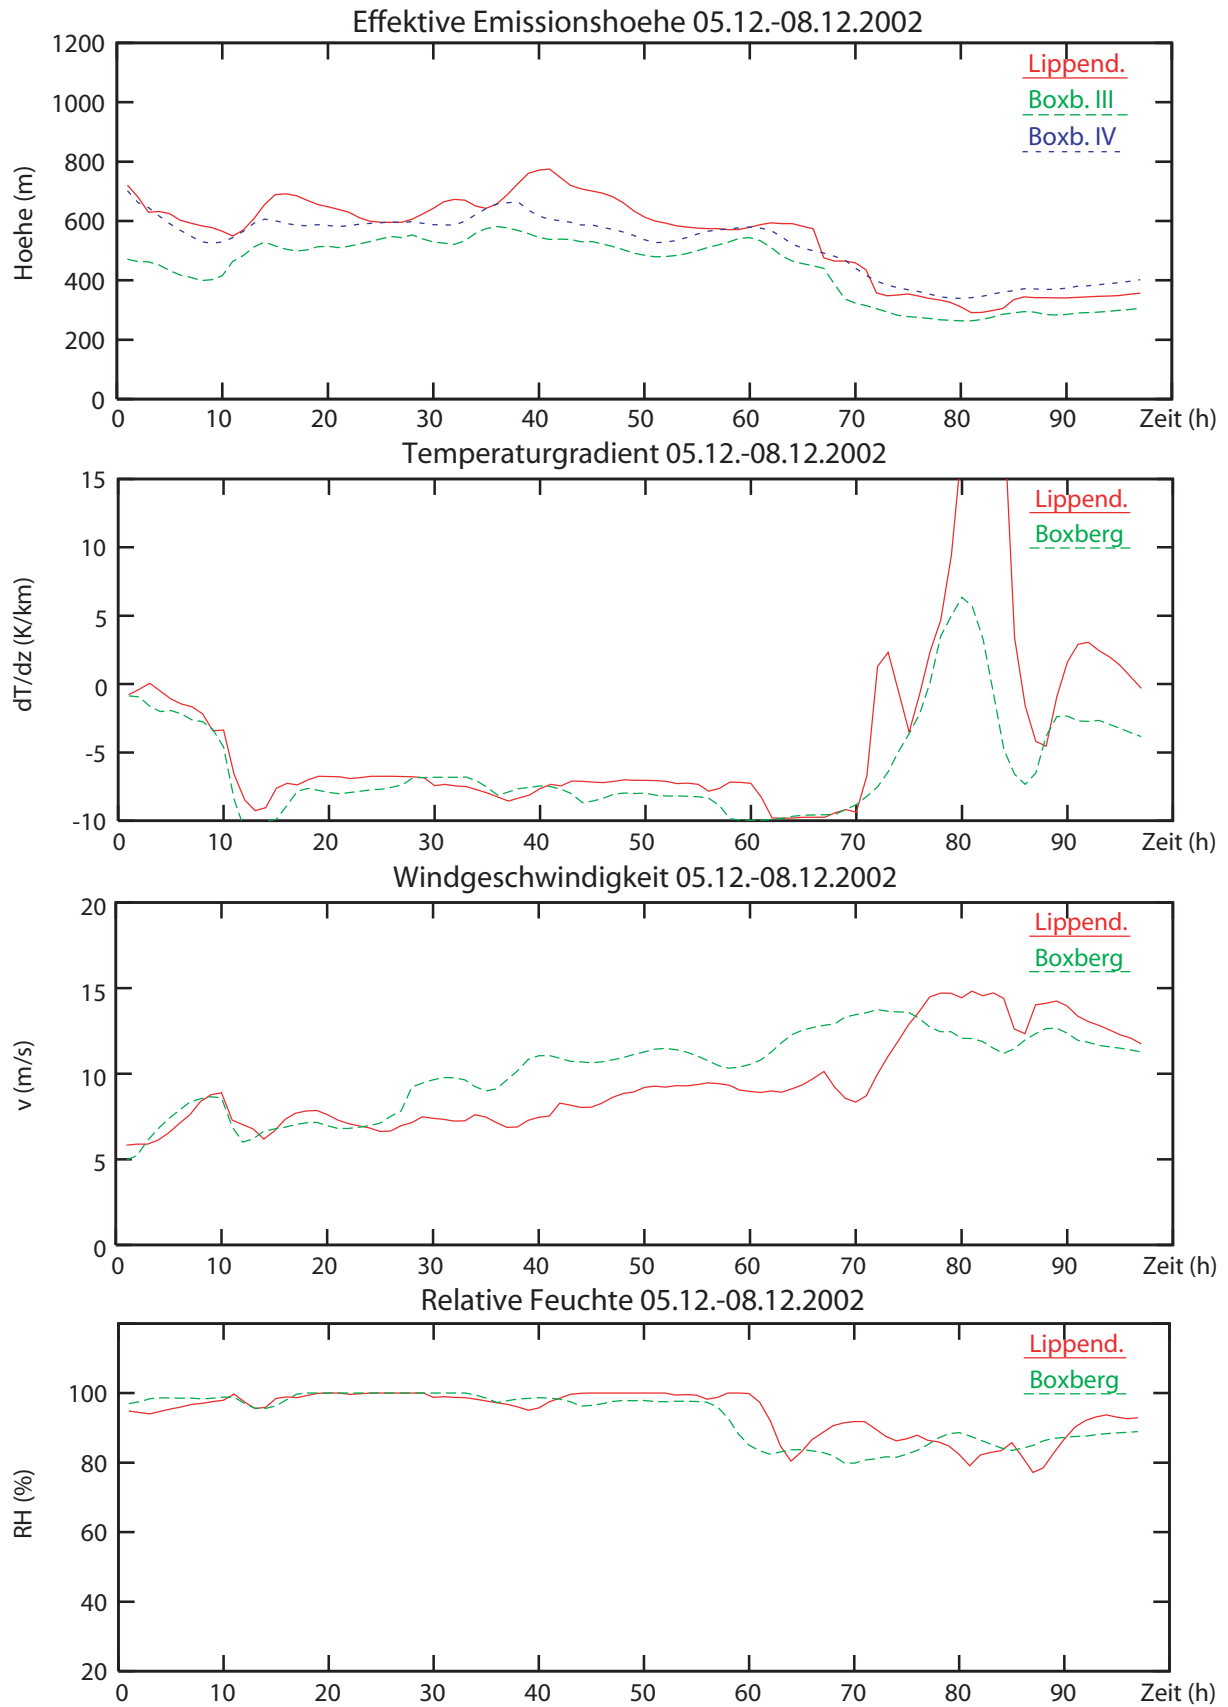 Effektive Emissionshoehe 05.12.-08.12.2002
1200
1000
800
600
400
200
0
Hoehe (m)
Lippend.
Boxb. III
Boxb. IV
0 10 20 30 40 50 60 70 80 90 Zeit (h)
Temperaturgradient 05.12.-08.12.2002
15
10
5
0
-5
-10
dT/dz (K/km)
Lippend.
Boxberg
0 10 20 30 40 50 60 70 80 90 Zeit (h)
Windgeschwindigkeit 05.12.-08.12.2002
20
15
10
5
0
v (m/s)
Lippend.
Boxberg
0 10 20 30 40 50 60 70 80 90 Zeit (h)
Relative Feuchte 05.12.-08.12.2002
100
80
60
40
20
RH (%)
Lippend.
Boxberg
0 10 20 30 40 50 60 70 80 90 Zeit (h)